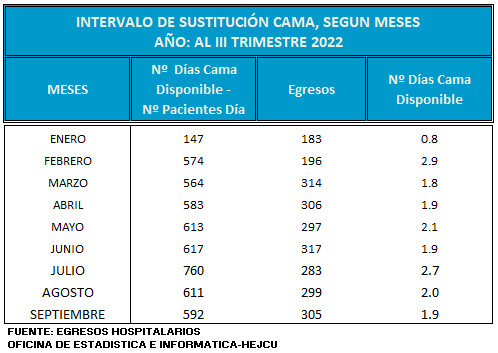 INTERVALO DE SUSTITUCIÓN CAMA, SEGUN MESES
AÑO: AL III TRIMESTRE 2022
MESES Nº Días Cama Disponible - Nº Pacientes Día Egresos Nº Días Cama Disponible
ENERO 147 183 0.8
FEBRERO 574 196 2.9
MARZO 564 314 1.8
ABRIL 583 306 1.9
MAYO 613 297 2.1
JUNIO 617 317 1.9
JULIO 760 283 2.7
AGOSTO 611 299 2.0
SEPTIEMBRE 592 305 1.9
FUENTE: EGRESOS HOSPITALARIOS
OFICINA DE ESTADISTICA E INFORMATICA-HEJCU